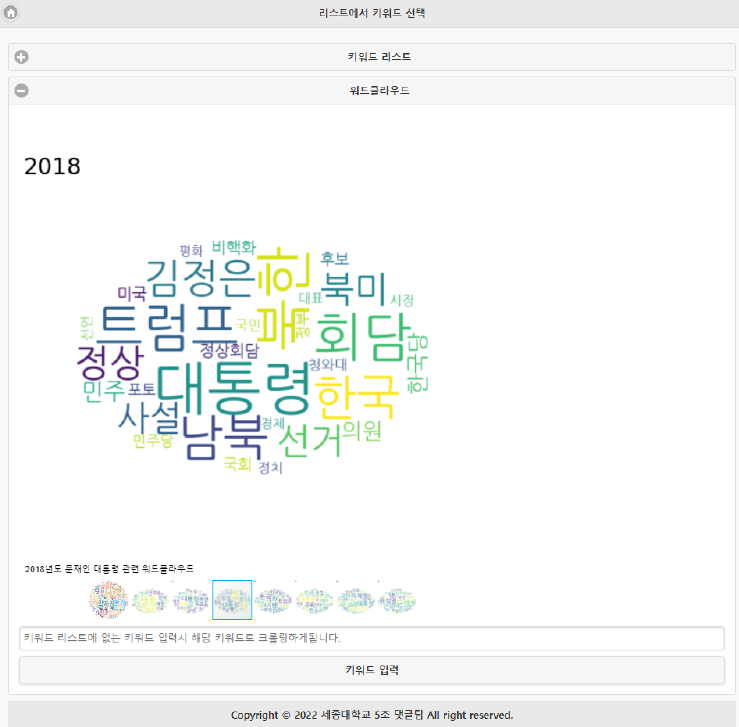 리스트에서 키워드 선택
키워드 리스트
워드클라우드
2018
평화 비핵화 한 후보
김정은 북미
미국 대표 시장
선언 트럼프 북 국민 정부 회담
정상 정상회담 청와대 한국당
민주 포토 대통령 한국
사설 남북 경제 선거 의원
민주당 국회 정치
2018년도 문재인 대통령 관련 워드클라우드
키워드 리스트에 없는 키워드 입력시 해당 키워드로 크롤링하게됩니다.
키워드 입력
Copyright © 2022 세종대학교 5조 댓글팀 All right reserved.